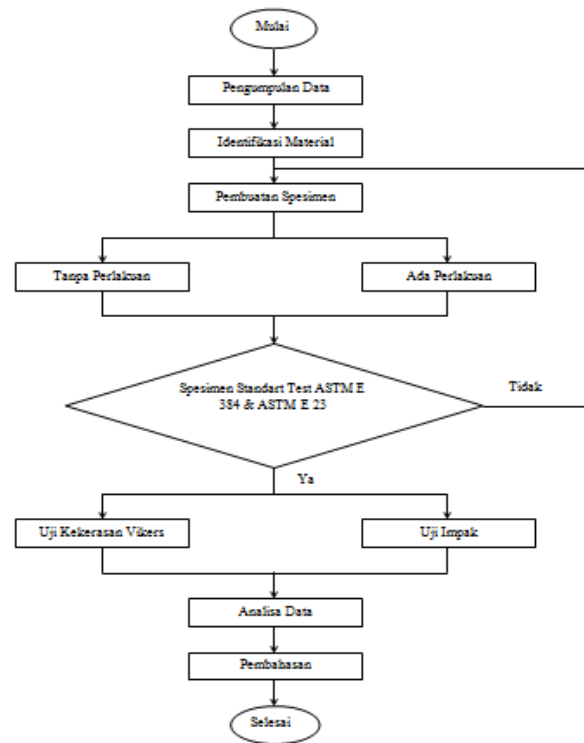 Mulai
Pengumpulan Data
Identifikasi Material
Pembuatan Spesimen
Tanpa Perlakuan
Ada Perlakuan
Spesimen Standart Test ASTM E
384 & ASTM E 23
Tidak
Ya
Uji Kekerasan Vikers
Uji Impak
Analisa Data
Pembahasan
Selesai